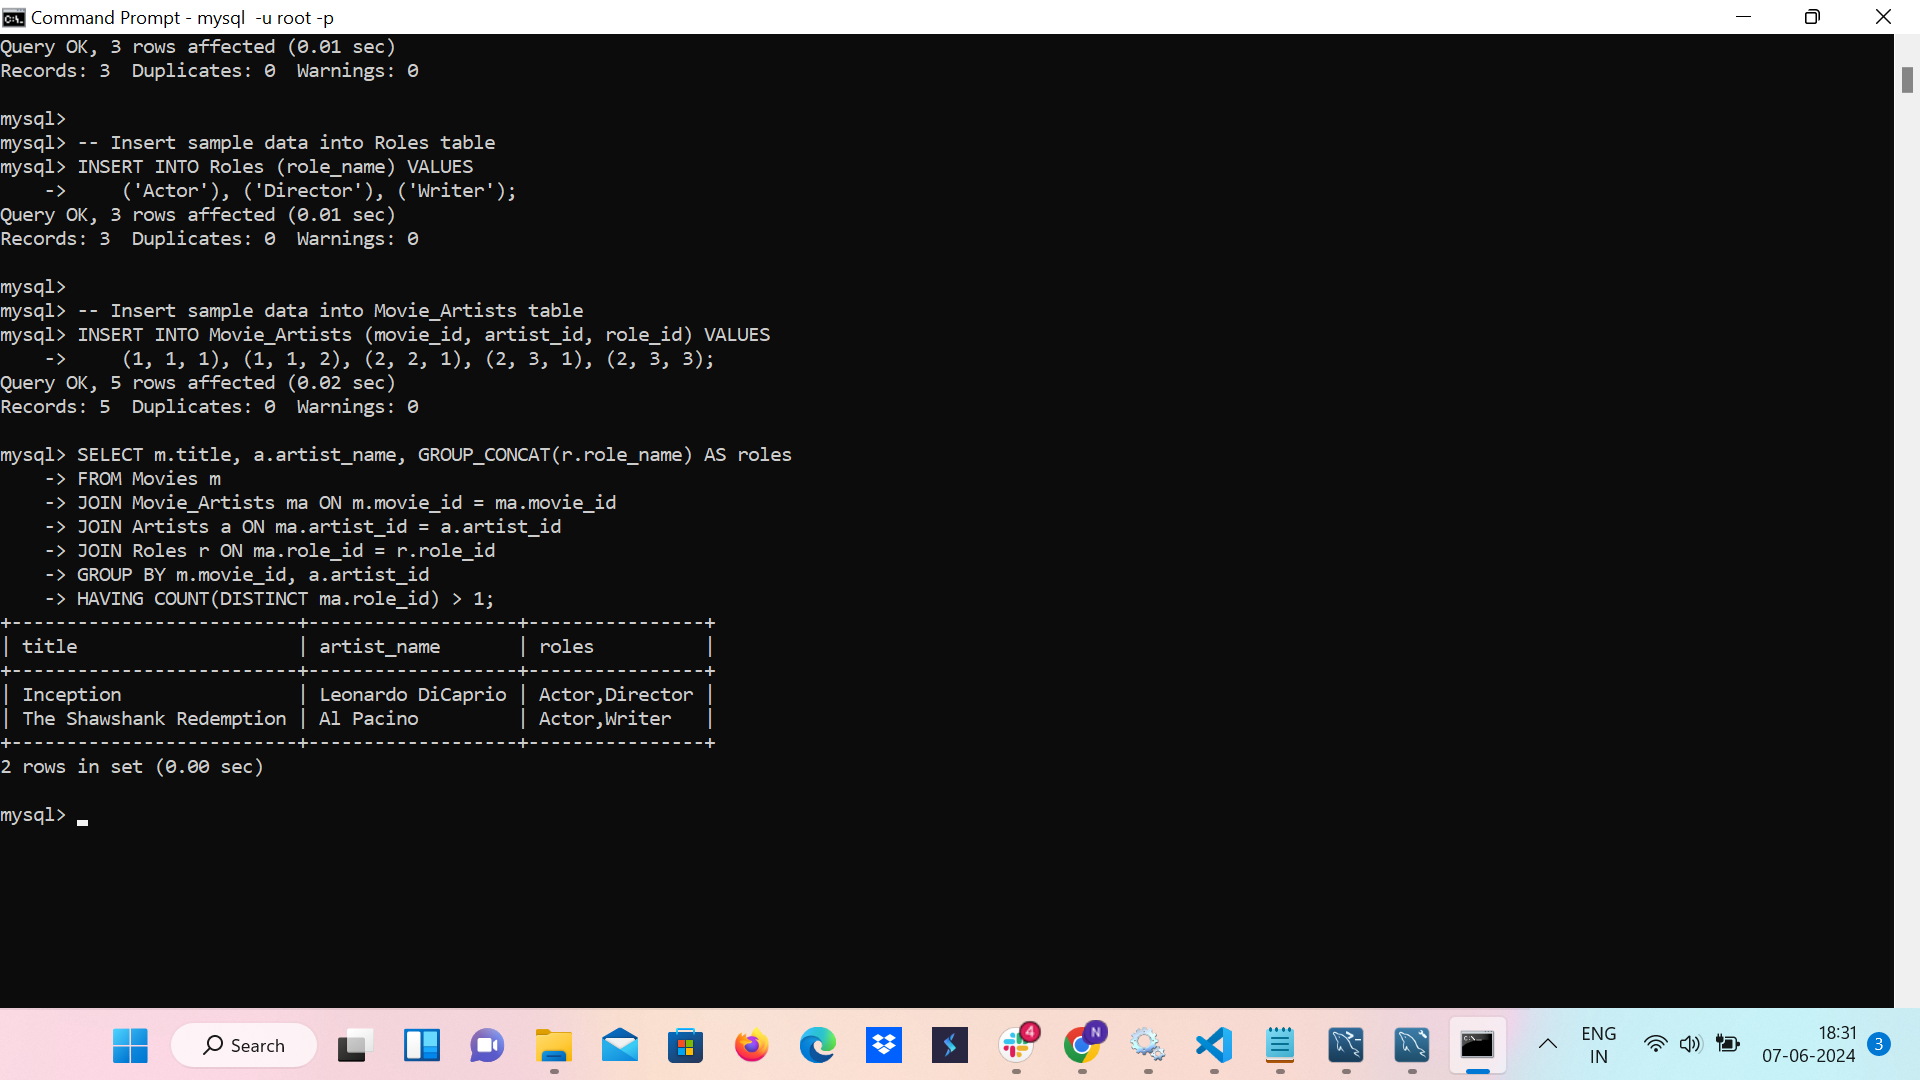 Command Prompt - mysql  -u root -p
Query OK, 3 rows affected (0.01 sec)
Records: 3  Duplicates: 0  Warnings: 0
mysql>
mysql> -- Insert sample data into Roles table
mysql> INSERT INTO Roles (role_name) VALUES
    ->     ('Actor'), ('Director'), ('Writer');
Query OK, 3 rows affected (0.01 sec)
Records: 3  Duplicates: 0  Warnings: 0
mysql>
mysql> -- Insert sample data into Movie_Artists table
mysql> INSERT INTO Movie_Artists (movie_id, artist_id, role_id) VALUES
    ->     (1, 1, 1), (1, 1, 2), (2, 2, 1), (2, 3, 1), (2, 3, 3);
Query OK, 5 rows affected (0.02 sec)
Records: 5  Duplicates: 0  Warnings: 0
mysql> SELECT m.title, a.artist_name, GROUP_CONCAT(r.role_name) AS roles
    -> FROM Movies m
    -> JOIN Movie_Artists ma ON m.movie_id = ma.movie_id
    -> JOIN Artists a ON ma.artist_id = a.artist_id
    -> JOIN Roles r ON ma.role_id = r.role_id
    -> GROUP BY m.movie_id, a.artist_id
    -> HAVING COUNT(DISTINCT ma.role_id) > 1;
+--------------------------+-------------------+----------------+
| title                    | artist_name       | roles          |
+--------------------------+-------------------+----------------+
| Inception                | Leonardo DiCaprio | Actor,Director |
| The Shawshank Redemption | Al Pacino         | Actor,Writer   |
+--------------------------+-------------------+----------------+
2 rows in set (0.00 sec)
mysql>
Search
4
N
ENG
IN
18:31
07-06-2024
3